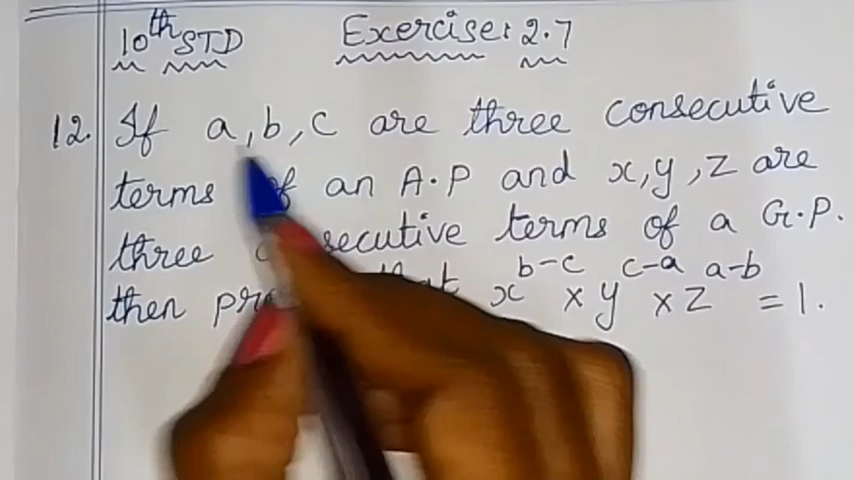 10th STD Exercise: 2.7
12. If a, b, c are three consecutive
terms of an A.P and x, y, z are
three secutive terms of a G.P.
then that x^{b-c} × y^{c-a} × z^{a-b} = 1.